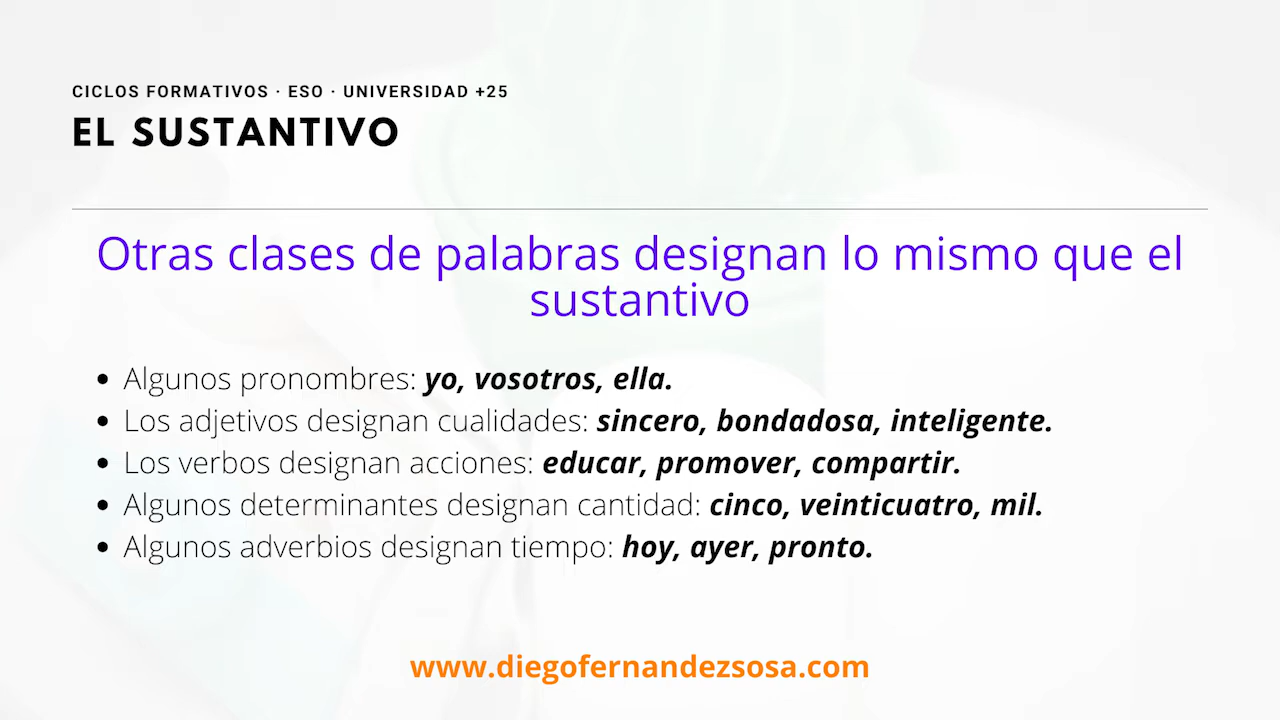 CICLOS FORMATIVOS · ESO · UNIVERSIDAD +25
EL SUSTANTIVO
Otras clases de palabras designan lo mismo que el
sustantivo
• Algunos pronombres: yo, vosotros, ella.
• Los adjetivos designan cualidades: sincero, bondadosa, inteligente.
• Los verbos designan acciones: educar, promover, compartir.
• Algunos determinantes designan cantidad: cinco, veinticuatro, mil.
• Algunos adverbios designan tiempo: hoy, ayer, pronto.
www.diegofernandezsosa.com